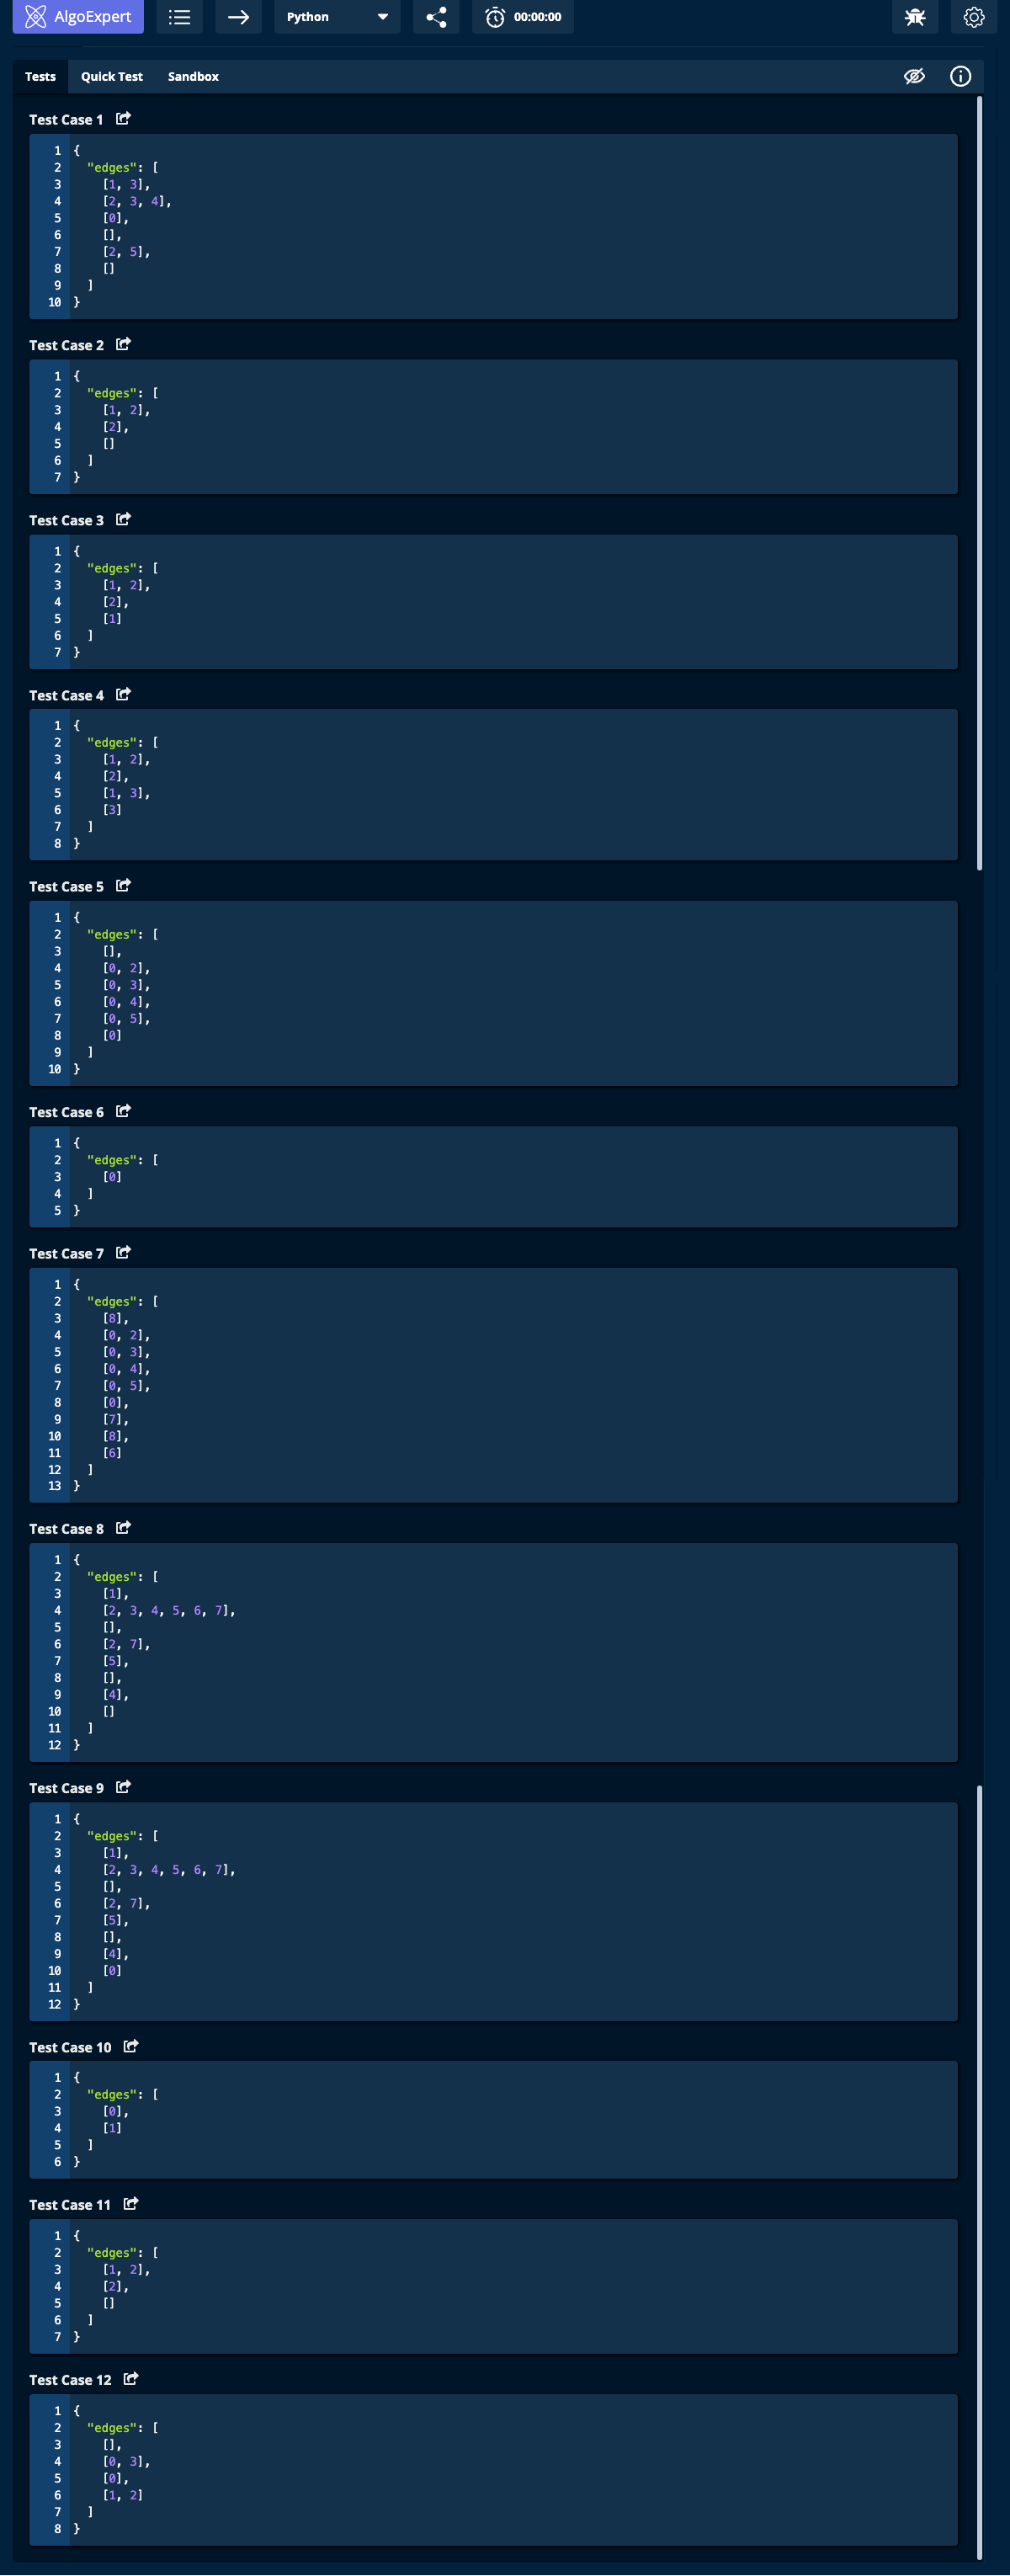 AlgoExpert Python 00:00:00
Tests Quick Test Sandbox
Test Case 1
1 {
2 "edges": [
3 [1, 3],
4 [2, 3, 4],
5 [0],
6 [],
7 [2, 5],
8 []
9 ]
10 }
Test Case 2
1 {
2 "edges": [
3 [1, 2],
4 [2],
5 []
6 ]
7 }
Test Case 3
1 {
2 "edges": [
3 [1, 2],
4 [2],
5 [1]
6 ]
7 }
Test Case 4
1 {
2 "edges": [
3 [1, 2],
4 [2],
5 [1, 3],
6 [3]
7 ]
8 }
Test Case 5
1 {
2 "edges": [
3 [],
4 [0, 2],
5 [0, 3],
6 [0, 4],
7 [0, 5],
8 [0]
9 ]
10 }
Test Case 6
1 {
2 "edges": [
3 [0]
4 ]
5 }
Test Case 7
1 {
2 "edges": [
3 [8],
4 [0, 2],
5 [0, 3],
6 [0, 4],
7 [0, 5],
8 [0],
9 [7],
10 [8],
11 [6]
12 ]
13 }
Test Case 8
1 {
2 "edges": [
3 [1],
4 [2, 3, 4, 5, 6, 7],
5 [],
6 [2, 7],
7 [5],
8 [],
9 [4],
10 []
11 ]
12 }
Test Case 9
1 {
2 "edges": [
3 [1],
4 [2, 3, 4, 5, 6, 7],
5 [],
6 [2, 7],
7 [5],
8 [],
9 [4],
10 [0]
11 ]
12 }
Test Case 10
1 {
2 "edges": [
3 [0],
4 [1]
5 ]
6 }
Test Case 11
1 {
2 "edges": [
3 [1, 2],
4 [2],
5 []
6 ]
7 }
Test Case 12
1 {
2 "edges": [
3 [],
4 [0, 3],
5 [0],
6 [1, 2]
7 ]
8 }